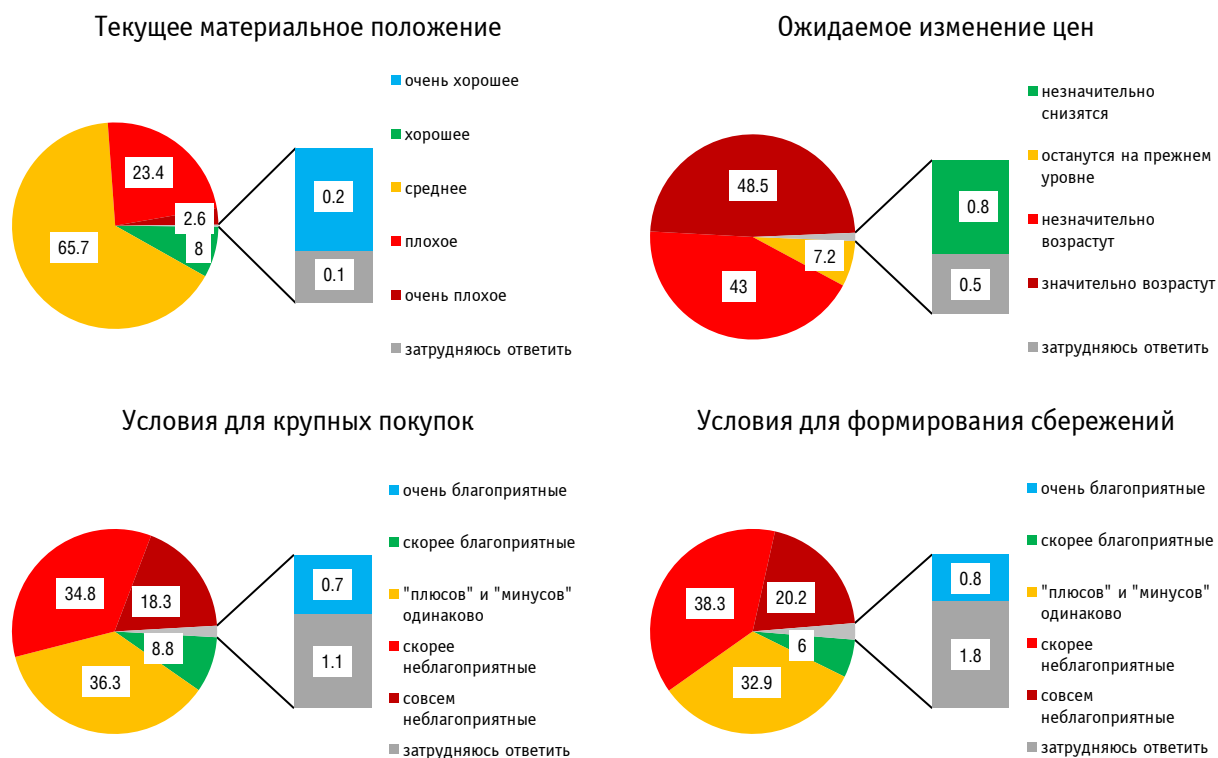 Текущее материальное положение
очень хорошее
хорошее
среднее
плохое
очень плохое
затрудняюсь ответить
23.4
2.6
8
65.7
0.2
0.1
Ожидаемое изменение цен
незначительно
снизятся
останутся на прежнем
уровне
незначительно
возрастут
значительно возрастут
затрудняюсь ответить
48.5
7.2
43
0.8
0.5
Условия для крупных покупок
очень благоприятные
скорее благоприятные
"плюсов" и "минусов"
одинаково
скорее
неблагоприятные
совсем
неблагоприятные
затрудняюсь ответить
34.8
18.3
8.8
36.3
0.7
1.1
Условия для формирования сбережений
очень благоприятные
скорее благоприятные
"плюсов" и "минусов"
одинаково
скорее
неблагоприятные
совсем
неблагоприятные
затрудняюсь ответить
38.3
20.2
6
32.9
0.8
1.8